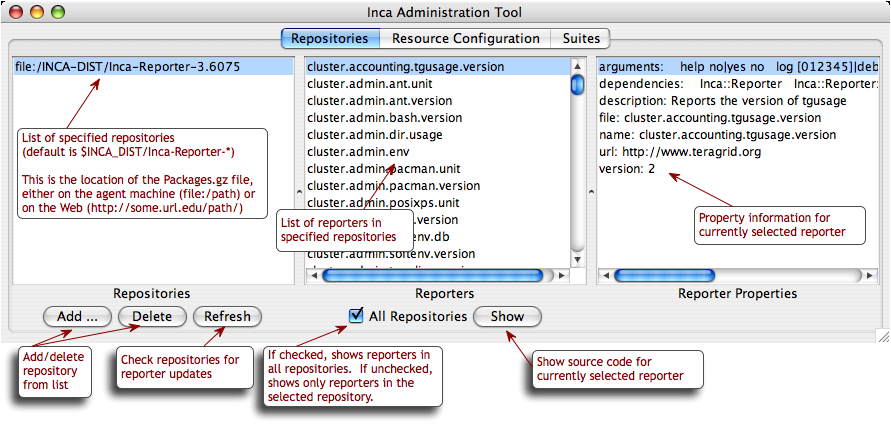 Inca Administration Tool
Repositories
Resource Configuration
Suites
file:/INCA-DIST/Inca-Reporter-3.6075
List of specified repositories
(default is $INCA_DIST/Inca-Reporter-*)
This is the location of the Packages.gz file,
either on the agent machine (file:/path) or
on the Web (http://some.url.edu/path/)
cluster.accounting.tgusage.version
cluster.admin.ant.unit
cluster.admin.ant.version
cluster.admin.bash.version
cluster.admin.dir.usage
cluster.admin.env
cluster.admin.pacman.unit
cluster.admin.pacman.version
cluster.admin.posixps.unit
.version
env.db
cluster.admin.softenv.version
List of reporters in
specified repositories
arguments: help no|yes no log [012345]|deb
dependencies: Inca::Reporter Inca::Reporter:
description: Reports the version of tgusage
file: cluster.accounting.tgusage.version
name: cluster.accounting.tgusage.version
url: http://www.teragrid.org
version: 2
Property information for
currently selected reporter
Repositories
Reporters
Reporter Properties
Add ...
Delete
Refresh
All Repositories
Show
Add/delete
repository
from list
Check repositories for
reporter updates
If checked, shows reporters in
all repositories. If unchecked,
shows only reporters in the
selected repository.
Show source code for
currently selected reporter